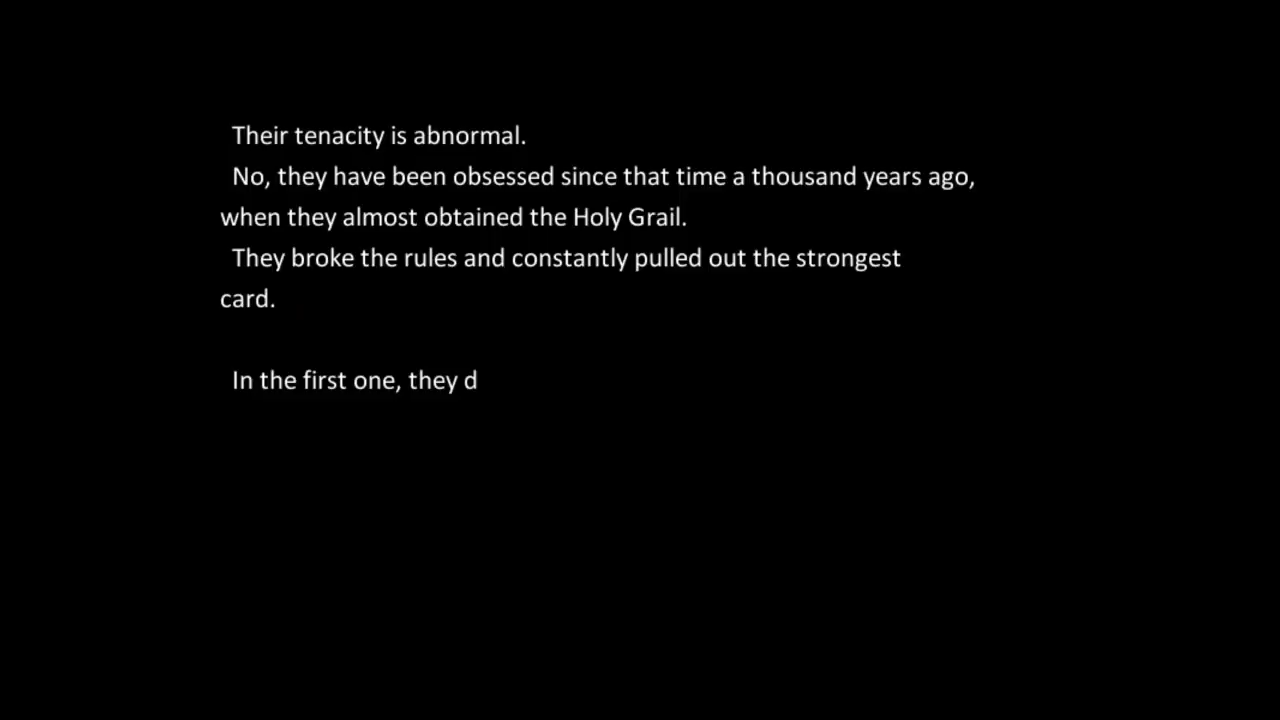 Their tenacity is abnormal.
No, they have been obsessed since that time a thousand years ago,
when they almost obtained the Holy Grail.
They broke the rules and constantly pulled out the strongest
card.
In the first one, they d